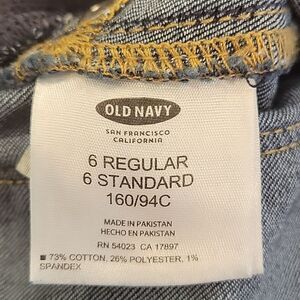 OLD NAVY
SAN FRANCISCO
CALIFORNIA
6 REGULAR
6 STANDARD
160/94C
MADE IN PAKISTAN
HECHO EN PAKISTAN
RN 54023 CA 17897
73% COTTON, 26% POLYESTER, 1%
SPANDEX